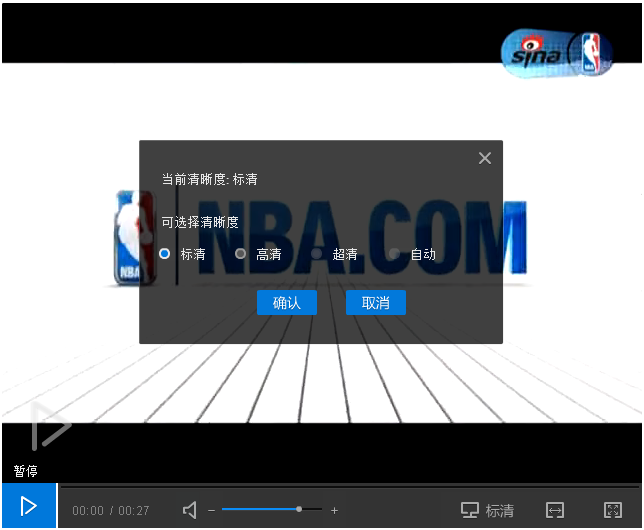 sina NBA
当前清晰度: 标清
可选择清晰度
NBA
NBA.COM
标清 高清 超清 自动
确认 取消
暂停
00:00 / 00:27
标清